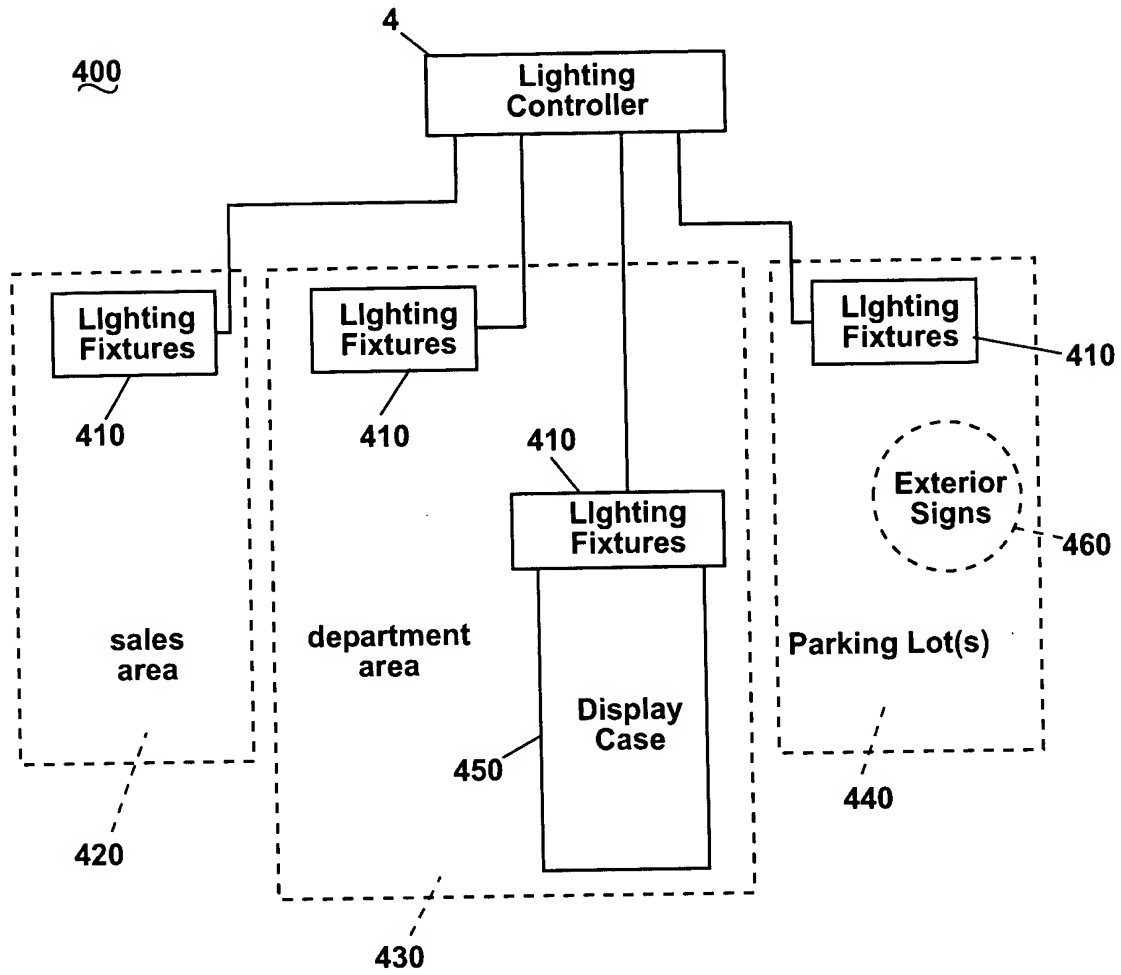 4
400
Lighting
Controller
LIghting
Fixtures
LIghting
Fixtures
LIghting
Fixtures
410
410
410
410
LIghting
Fixtures
Exterior
Signs
460
sales
area
department
area
Parking Lot(s)
Display
Case
450
440
420
430